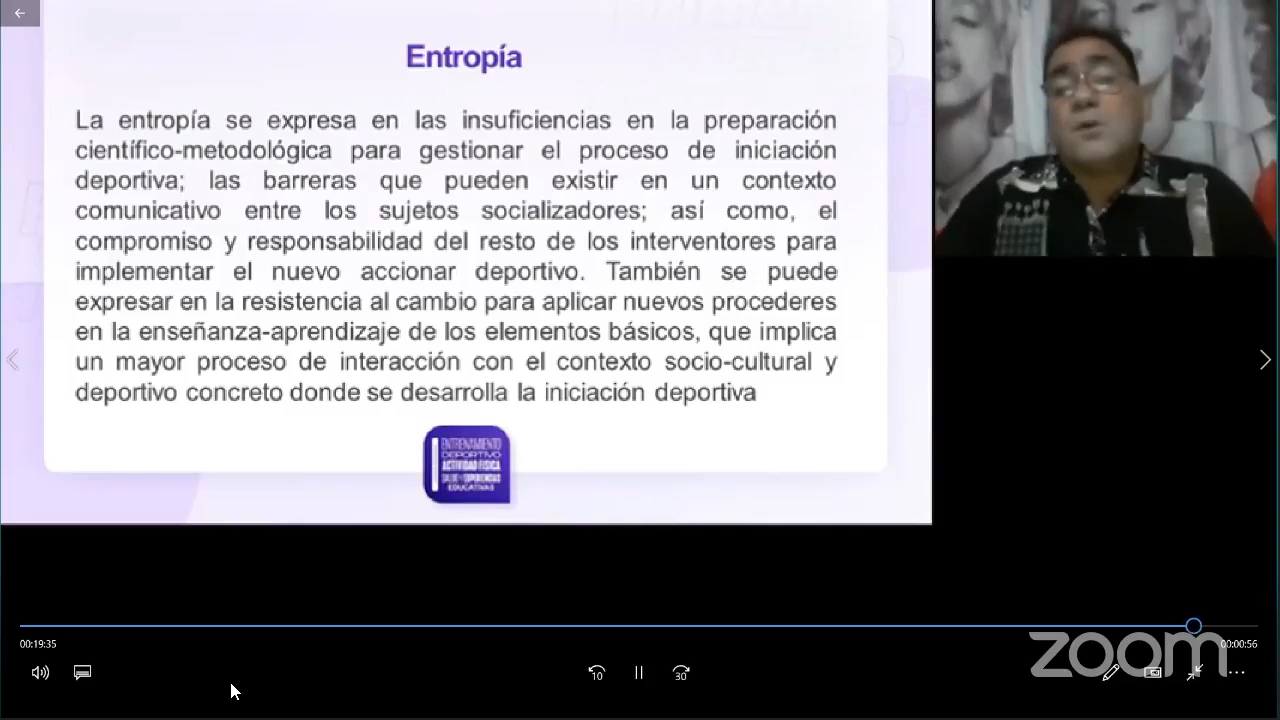 Entropía
La entropía se expresa en las insuficiencias en la preparación
científico-metodológica para gestionar el proceso de iniciación
deportiva; las barreras que pueden existir en un contexto
comunicativo entre los sujetos socializadores; así como, el
compromiso y responsabilidad del resto de los interventores para
implementar el nuevo accionar deportivo. También se puede
expresar en la resistencia al cambio para aplicar nuevos procederes
en la enseñanza-aprendizaje de los elementos básicos, que implica
un mayor proceso de interacción con el contexto socio-cultural y
deportivo concreto donde se desarrolla la iniciación deportiva
ENTRENAMIENTO
DEPORTIVO
ACTIVIDAD FÍSICA
SALUD Y EXPERIENCIAS
EDUCATIVAS
00:19:35
00:00:56
10
30
zoom